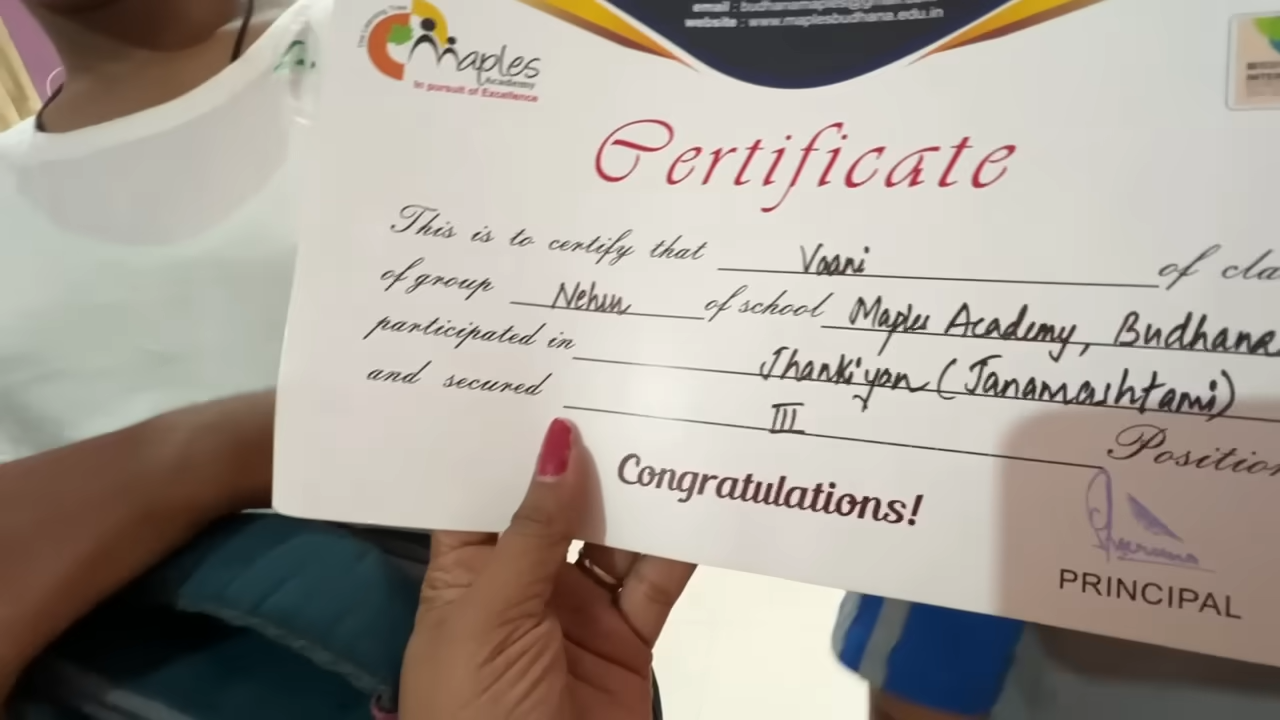 website : www.maplesbudhana.edu.in
Maples
Academy
In pursuit of Excellence
Certificate
This is to certify that Vaani of cla
of group Nehru of school Maples Academy, Budhana
participated in Jhankiyan (Janamashtami)
and secured III Position
Congratulations!
PRINCIPAL